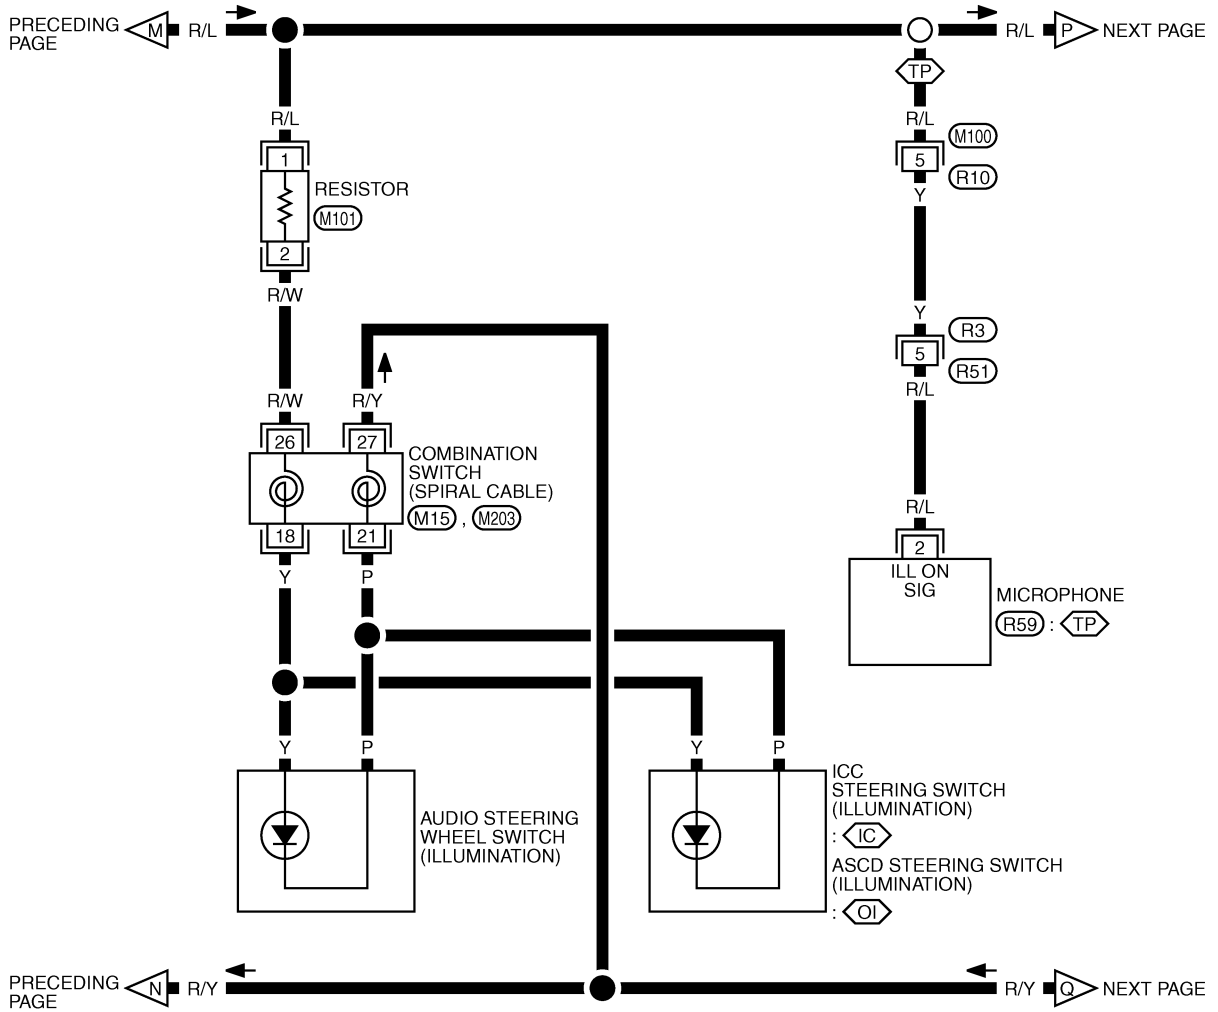 PRECEDING
PAGE
M
R/L
R/L
P
NEXT PAGE
TP
R/L
R/L
M100
1
5
R10
RESISTOR
M101
Y
2
R/W
Y
R3
5
R51
R/L
R/W
R/Y
26
27
COMBINATION
SWITCH
(SPIRAL CABLE)
M15 , M203
R/L
18
21
2
ILL ON
SIG
Y
P
MICROPHONE
R59 : TP
Y
P
Y
P
ICC
STEERING SWITCH
(ILLUMINATION)
: IC
AUDIO STEERING
WHEEL SWITCH
(ILLUMINATION)
ASCD STEERING SWITCH
(ILLUMINATION)
: OI
PRECEDING
PAGE
N
R/Y
R/Y
Q
NEXT PAGE